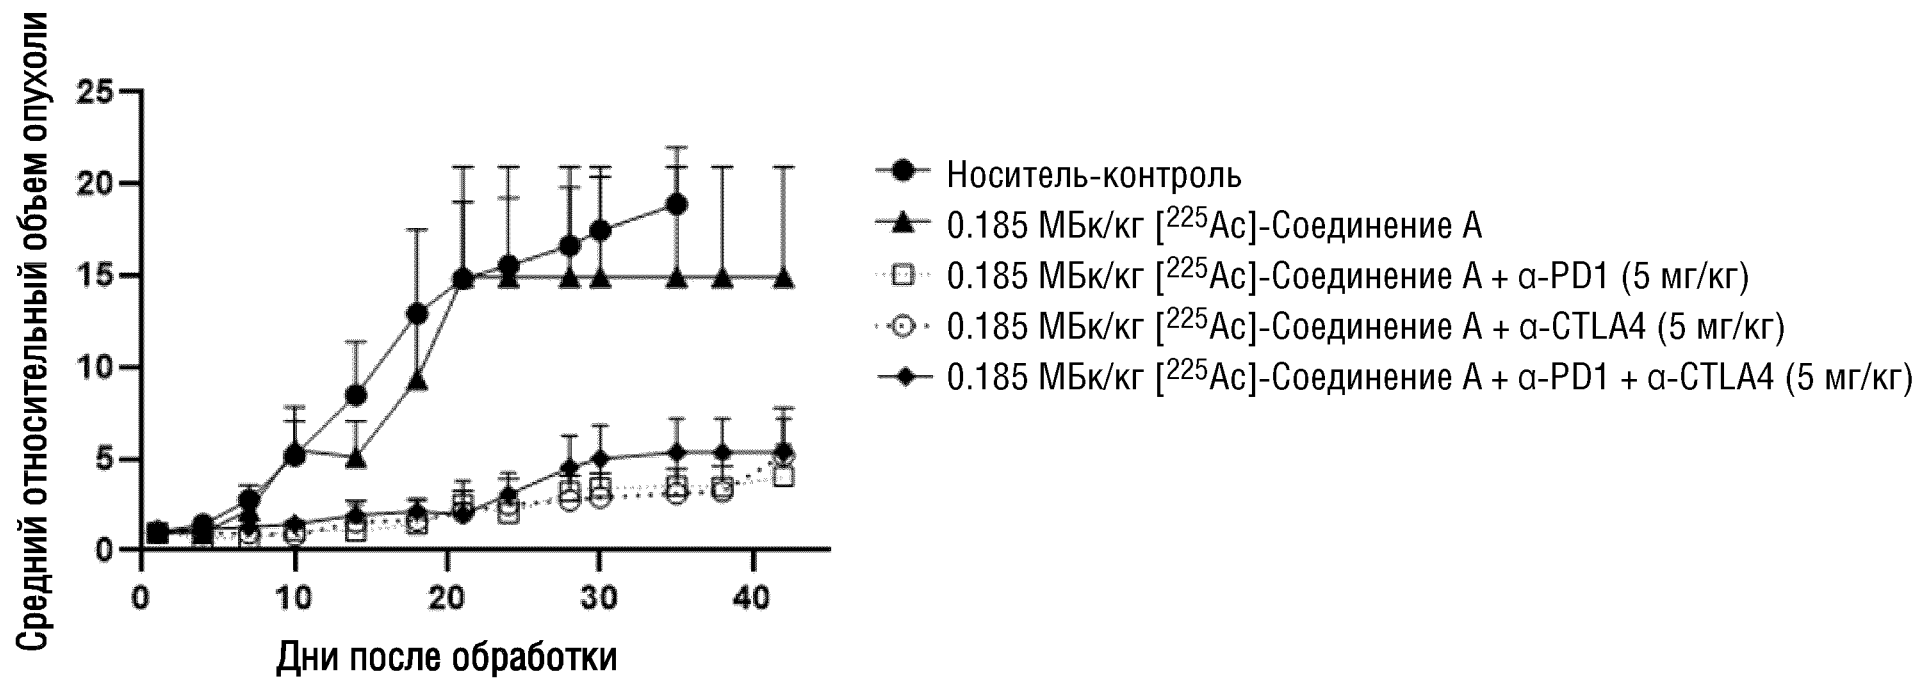 Средний относительный объем опухоли
25
20
15
10
5
0
0 10 20 30 40
Дни после обработки
Носитель-контроль
0.185 МБк/кг [²²⁵Ac]-Соединение А
0.185 МБк/кг [²²⁵Ac]-Соединение А + α-PD1 (5 мг/кг)
0.185 МБк/кг [²²⁵Ac]-Соединение А + α-CTLA4 (5 мг/кг)
0.185 МБк/кг [²²⁵Ac]-Соединение А + α-PD1 + α-CTLA4 (5 мг/кг)